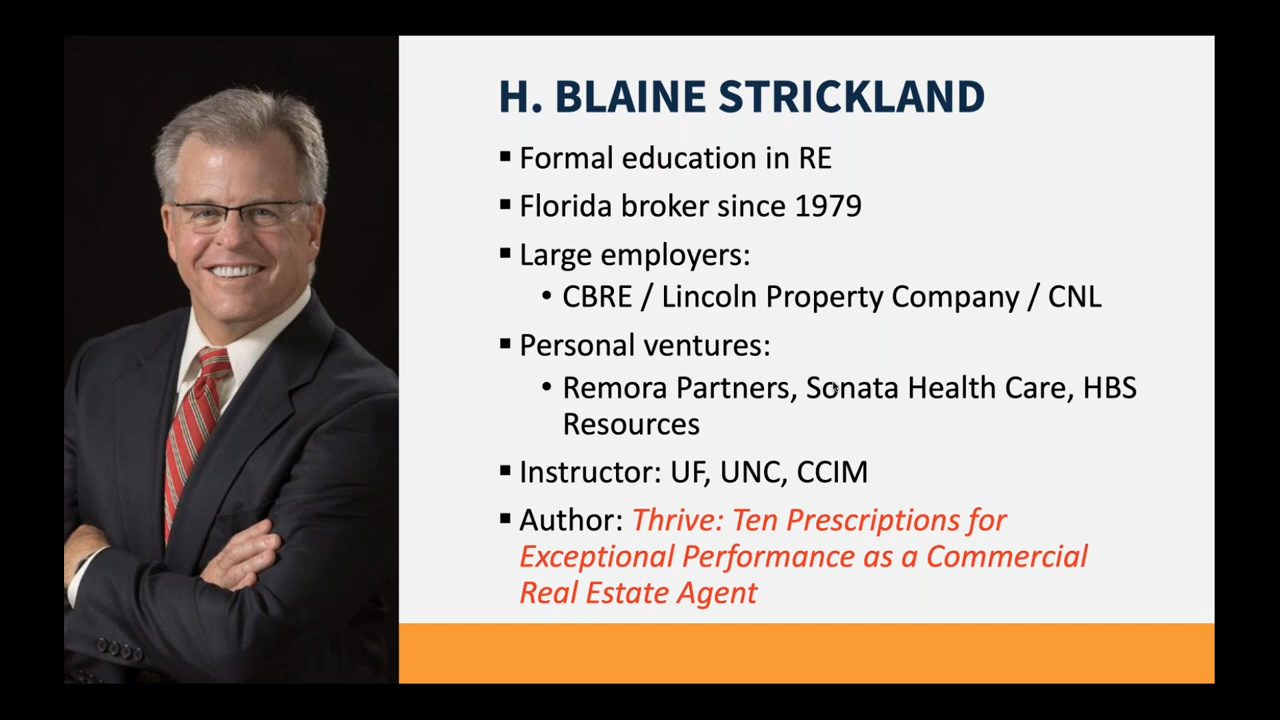 H. BLAINE STRICKLAND
▪ Formal education in RE
▪ Florida broker since 1979
▪ Large employers:
• CBRE / Lincoln Property Company / CNL
▪ Personal ventures:
• Remora Partners, Sonata Health Care, HBS
Resources
▪ Instructor: UF, UNC, CCIM
▪ Author: Thrive: Ten Prescriptions for
Exceptional Performance as a Commercial
Real Estate Agent